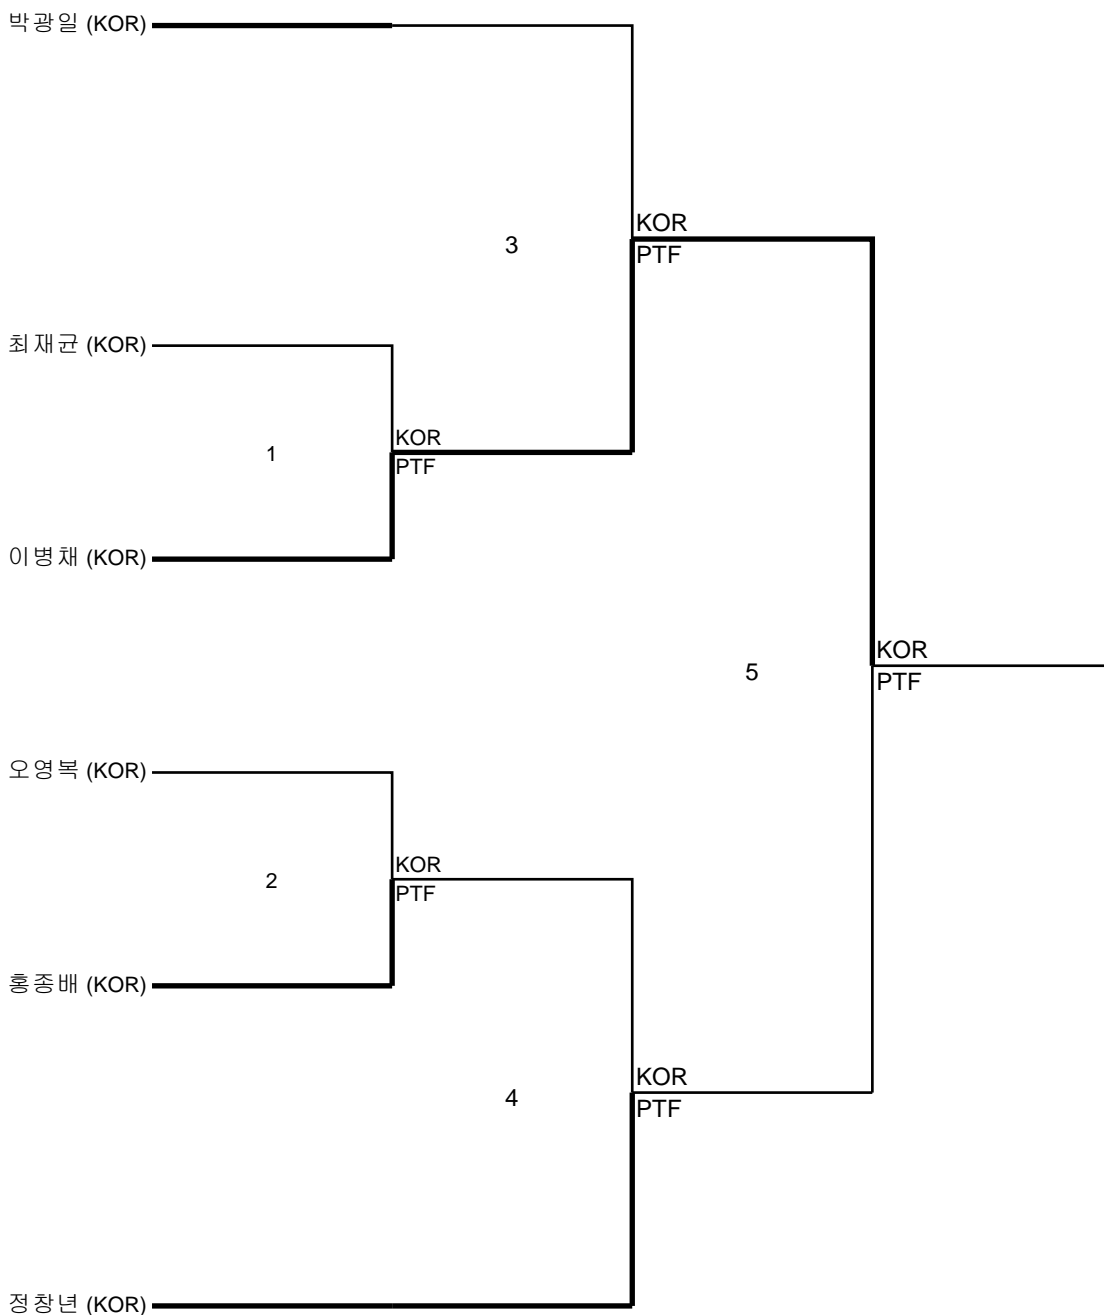 박광일 (KOR)
KOR
3
PTF
최재균 (KOR)
KOR
1
PTF
이병채 (KOR)
KOR
5
PTF
오영복 (KOR)
KOR
2
PTF
홍종배 (KOR)
KOR
4
PTF
정창년 (KOR)